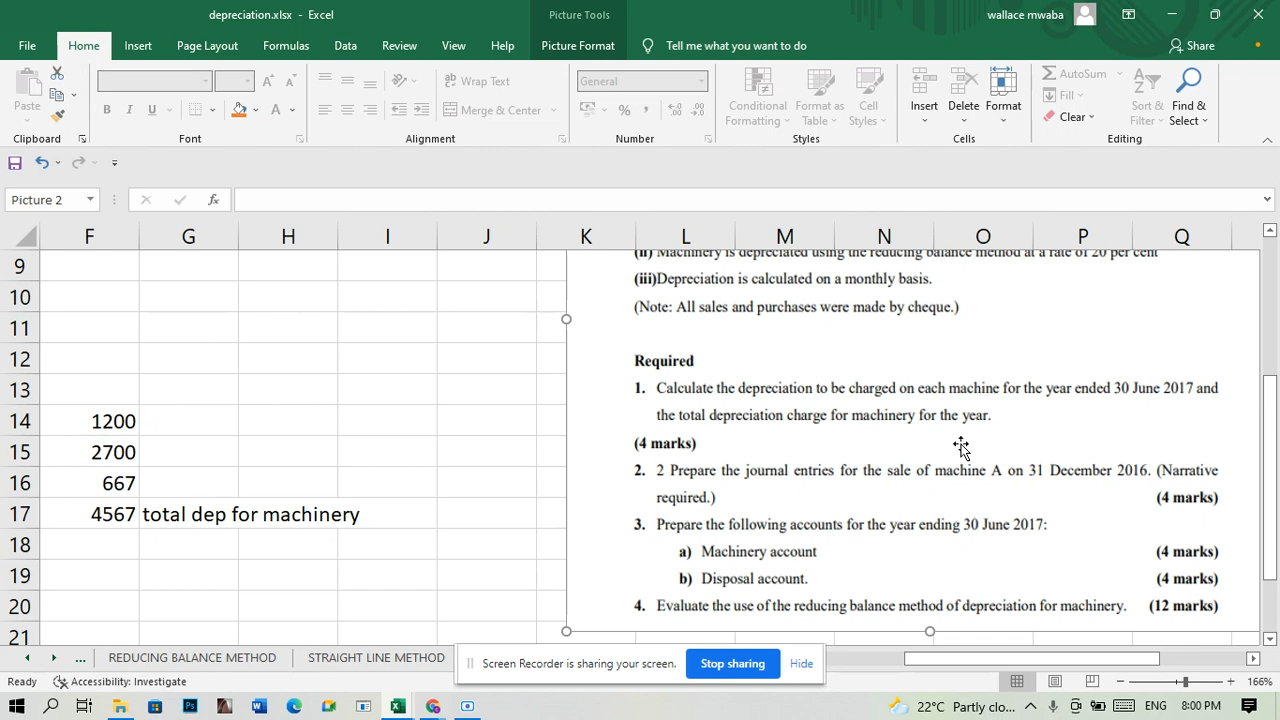 depreciation.xlsx - Excel
Picture Tools
wallace mwaba
File Home Insert Page Layout Formulas Data Review View Help Picture Format Tell me what you want to do Share
Paste
B I U A
Wrap Text
Merge & Center
General
% ,
Conditional Formatting
Format as Table
Cell Styles
Insert Delete Format
AutoSum
Fill
Clear
Sort & Filter
Find & Select
Clipboard Font Alignment Number Styles Cells Editing
Picture 2 fx
F G H I J K L M N O P Q
9
10
11
12
13
14 1200
15 2700
16 667
17 4567 total dep for machinery
18
19
20
21
(ii) Machinery is depreciated using the reducing balance method at a rate of 20 per cent
(iii)Depreciation is calculated on a monthly basis.
(Note: All sales and purchases were made by cheque.)
Required
1. Calculate the depreciation to be charged on each machine for the year ended 30 June 2017 and
the total depreciation charge for machinery for the year.
(4 marks)
2. 2 Prepare the journal entries for the sale of machine A on 31 December 2016. (Narrative
required.) (4 marks)
3. Prepare the following accounts for the year ending 30 June 2017:
a) Machinery account (4 marks)
b) Disposal account. (4 marks)
4. Evaluate the use of the reducing balance method of depreciation for machinery. (12 marks)
... REDUCING BALANCE METHOD STRAIGHT LINE METHOD
Screen Recorder is sharing your screen. Stop sharing Hide
Ready Accessibility: Investigate 166%
22°C Partly clo... ENG 8:00 PM